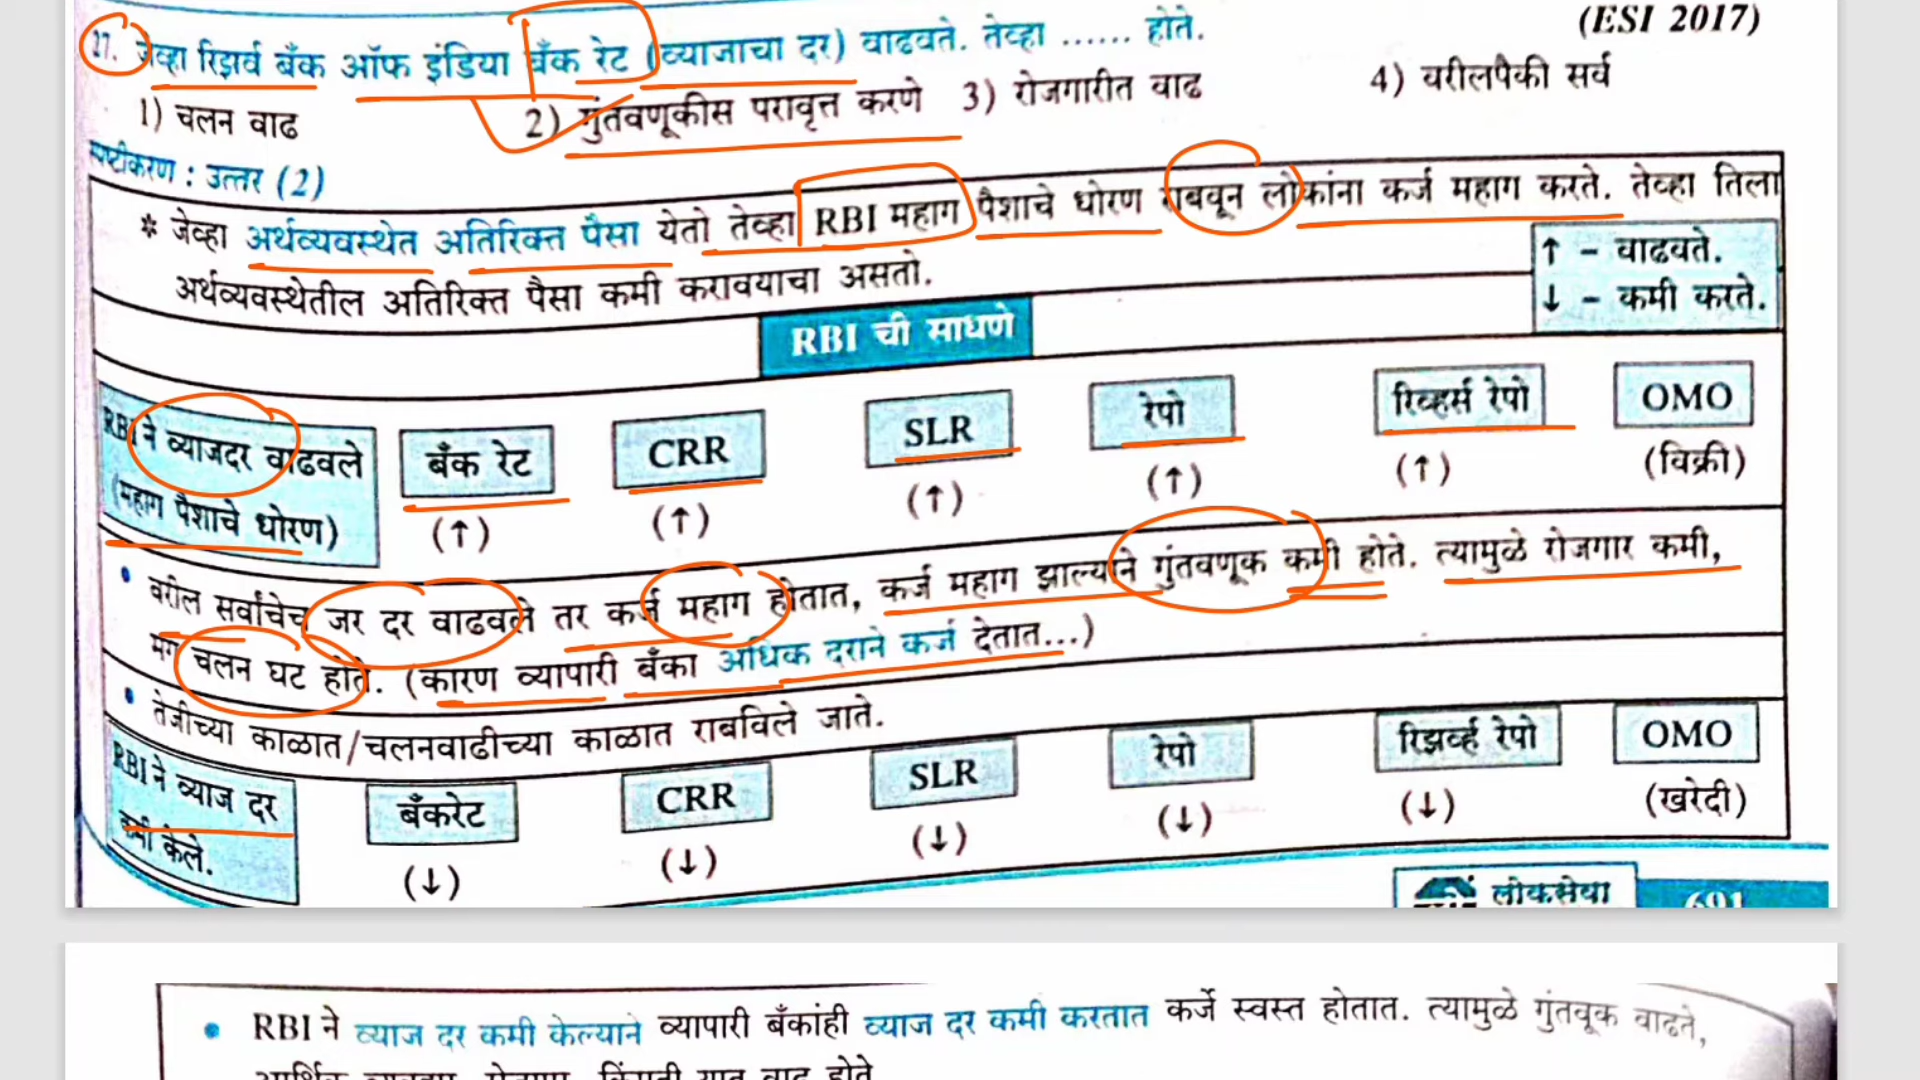 (ESI 2017)
27. जेव्हा रिझर्व बँक ऑफ इंडिया बँक रेट (व्याजाचा दर) वाढवते. तेव्हा ...... होते.
1) चलन वाढ 2) गुंतवणूकीस परावृत्त करणे 3) रोजगारीत वाढ 4) वरीलपैकी सर्व
स्पष्टीकरण : उत्तर (2)
* जेव्हा अर्थव्यवस्थेत अतिरिक्त पैसा येतो तेव्हा RBI महाग पैशाचे धोरण राबवून लोकांना कर्ज महाग करते. तेव्हा तिला
अर्थव्यवस्थेतील अतिरिक्त पैसा कमी करावयाचा असतो.
↑ - वाढवते.
↓ - कमी करते.
RBI ची साधणे
RBI ने व्याजदर वाढवले
(महाग पैशाचे धोरण)
बँक रेट CRR SLR रेपो रिव्हर्स रेपो OMO
(↑) (↑) (↑) (↑) (↑) (विक्री)
• वरील सर्वांचेच जर दर वाढवले तर कर्ज महाग होतात, कर्ज महाग झाल्याने गुंतवणूक कमी होते. त्यामुळे रोजगार कमी,
मग चलन घट होते. (कारण व्यापारी बँका अधिक दराने कर्ज देतात...)
• तेजीच्या काळात/चलनवाढीच्या काळात राबविले जाते.
RBI ने व्याज दर
कमी केले.
बँकरेट CRR SLR रेपो रिझर्व्ह रेपो OMO
(↓) (↓) (↓) (↓) (↓) (खरेदी)
लोकसेवा
691
• RBI ने व्याज दर कमी केल्याने व्यापारी बँकांही व्याज दर कमी करतात कर्जे स्वस्त होतात. त्यामुळे गुंतवूक वाढते,